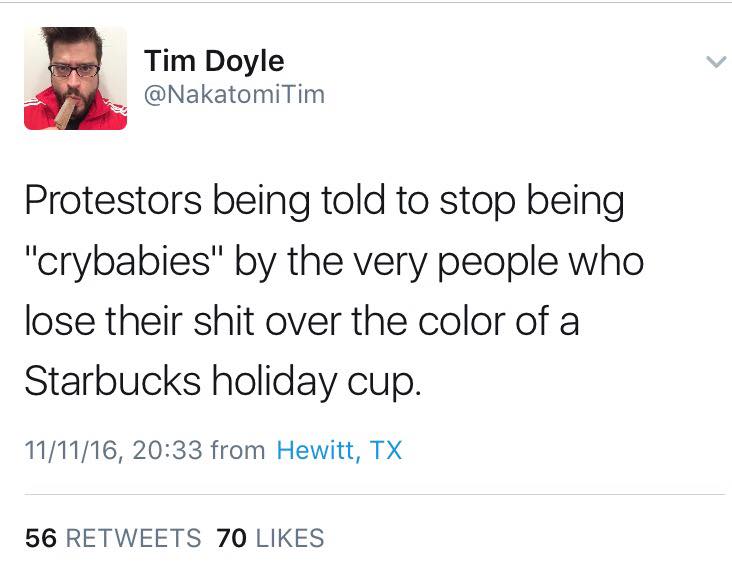 Tim Doyle
@NakatomiTim
Protestors being told to stop being
"crybabies" by the very people who
lose their shit over the color of a
Starbucks holiday cup.
11/11/16, 20:33 from Hewitt, TX
56 RETWEETS 70 LIKES